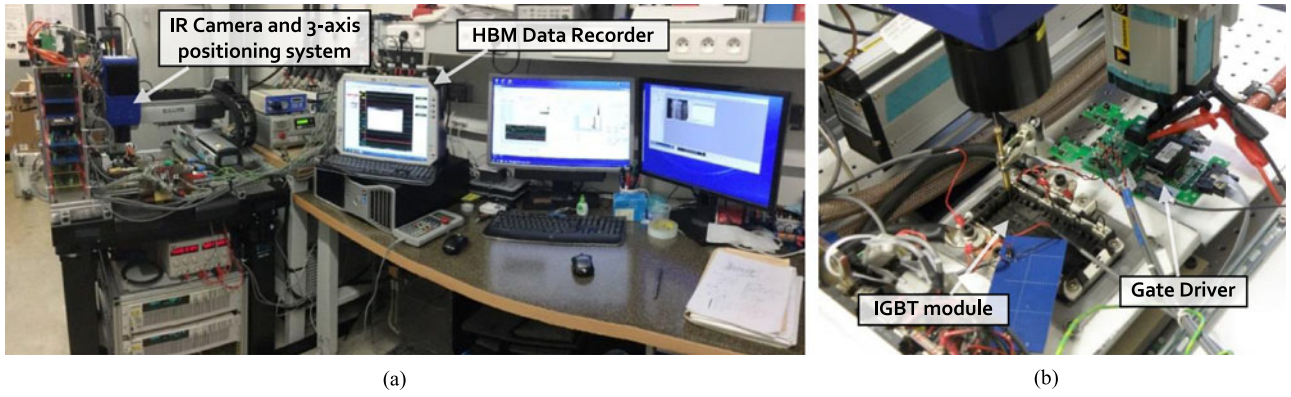 IR Camera and 3-axis
positioning system
HBM Data Recorder
IGBT module
Gate Driver
(a)
(b)